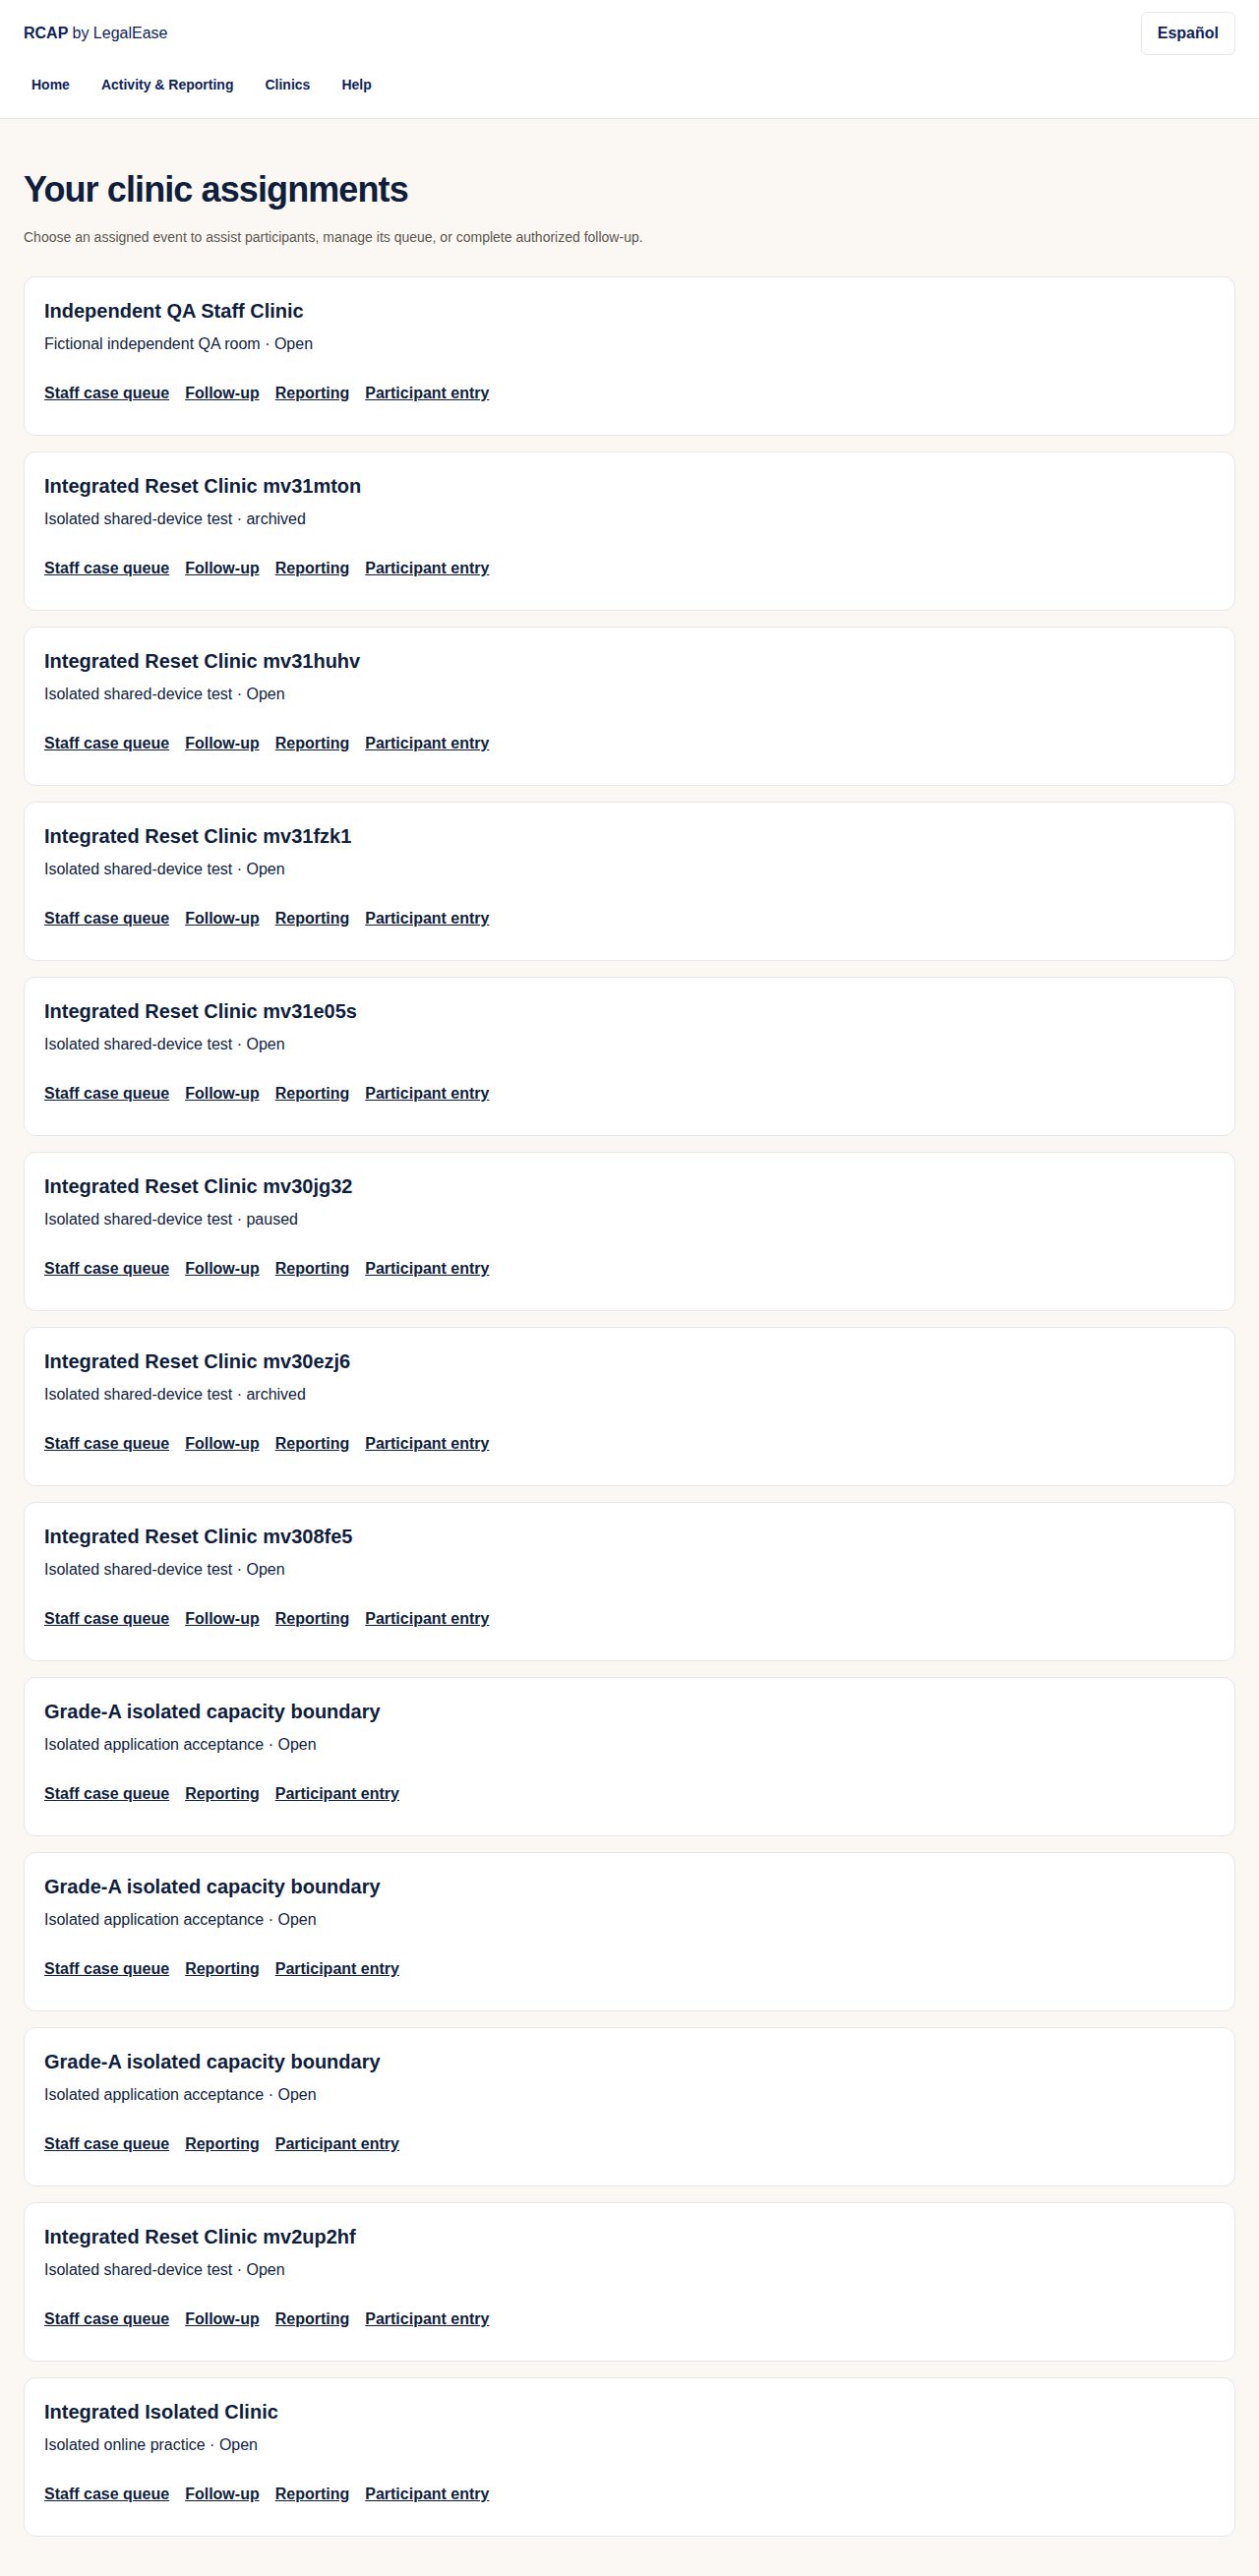 RCAP by LegalEase
Español
Home Activity & Reporting Clinics Help
Your clinic assignments
Choose an assigned event to assist participants, manage its queue, or complete authorized follow-up.
Independent QA Staff Clinic
Fictional independent QA room · Open
Staff case queue Follow-up Reporting Participant entry
Integrated Reset Clinic mv31mton
Isolated shared-device test · archived
Staff case queue Follow-up Reporting Participant entry
Integrated Reset Clinic mv31huhv
Isolated shared-device test · Open
Staff case queue Follow-up Reporting Participant entry
Integrated Reset Clinic mv31fzk1
Isolated shared-device test · Open
Staff case queue Follow-up Reporting Participant entry
Integrated Reset Clinic mv31e05s
Isolated shared-device test · Open
Staff case queue Follow-up Reporting Participant entry
Integrated Reset Clinic mv30jg32
Isolated shared-device test · paused
Staff case queue Follow-up Reporting Participant entry
Integrated Reset Clinic mv30ezj6
Isolated shared-device test · archived
Staff case queue Follow-up Reporting Participant entry
Integrated Reset Clinic mv308fe5
Isolated shared-device test · Open
Staff case queue Follow-up Reporting Participant entry
Grade-A isolated capacity boundary
Isolated application acceptance · Open
Staff case queue Reporting Participant entry
Grade-A isolated capacity boundary
Isolated application acceptance · Open
Staff case queue Reporting Participant entry
Grade-A isolated capacity boundary
Isolated application acceptance · Open
Staff case queue Reporting Participant entry
Integrated Reset Clinic mv2up2hf
Isolated shared-device test · Open
Staff case queue Follow-up Reporting Participant entry
Integrated Isolated Clinic
Isolated online practice · Open
Staff case queue Follow-up Reporting Participant entry